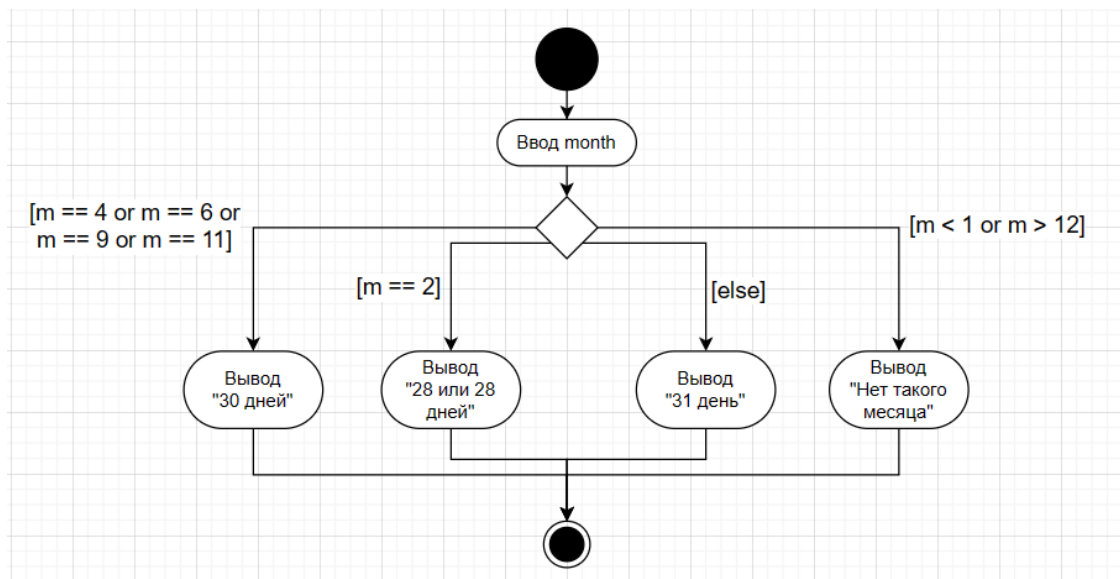 Ввод month
[m == 4 or m == 6 or
m == 9 or m == 11]
[m < 1 or m > 12]
[m == 2]
[else]
Вывод
"30 дней"
Вывод
"28 или 28
дней"
Вывод
"31 день"
Вывод
"Нет такого
месяца"